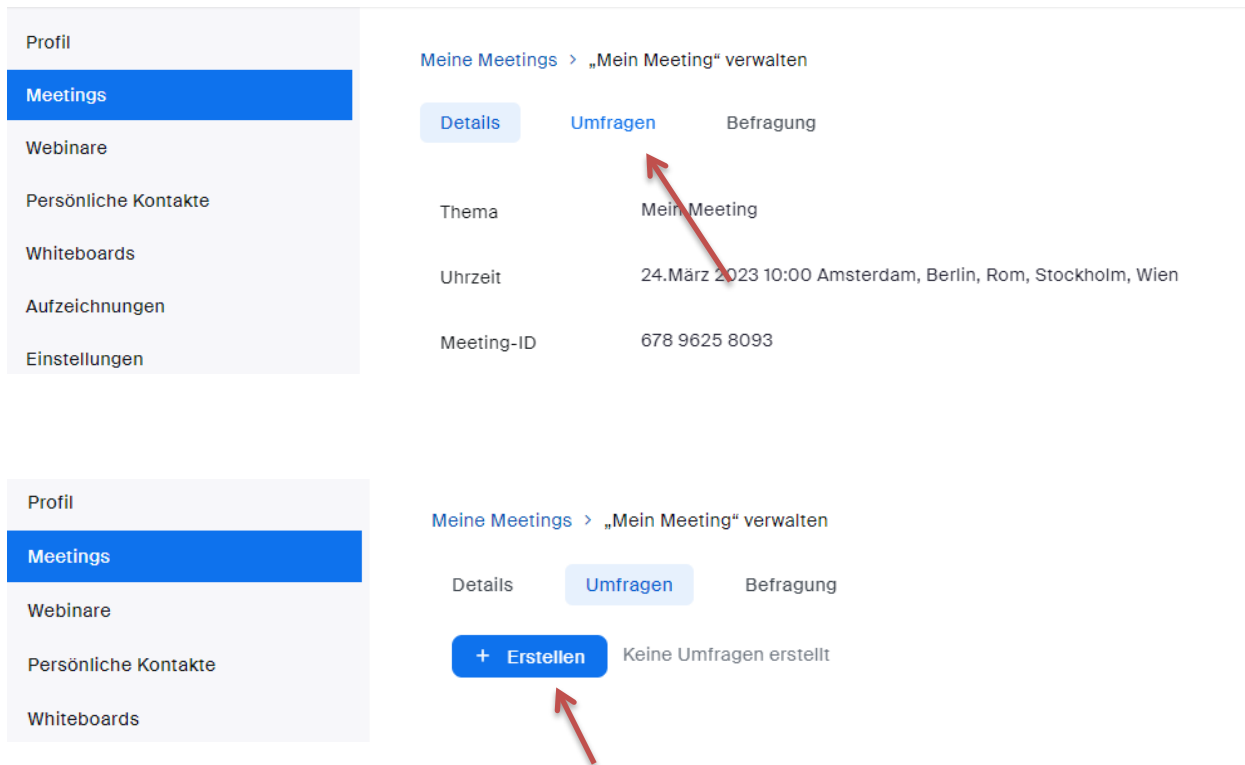 Profil
Meetings
Webinare
Persönliche Kontakte
Whiteboards
Aufzeichnungen
Einstellungen
Meine Meetings > „Mein Meeting“ verwalten
Details Umfragen Befragung
Thema Mein Meeting
Uhrzeit 24.März 2023 10:00 Amsterdam, Berlin, Rom, Stockholm, Wien
Meeting-ID 678 9625 8093
Profil
Meetings
Webinare
Persönliche Kontakte
Whiteboards
Meine Meetings > „Mein Meeting“ verwalten
Details Umfragen Befragung
+ Erstellen Keine Umfragen erstellt